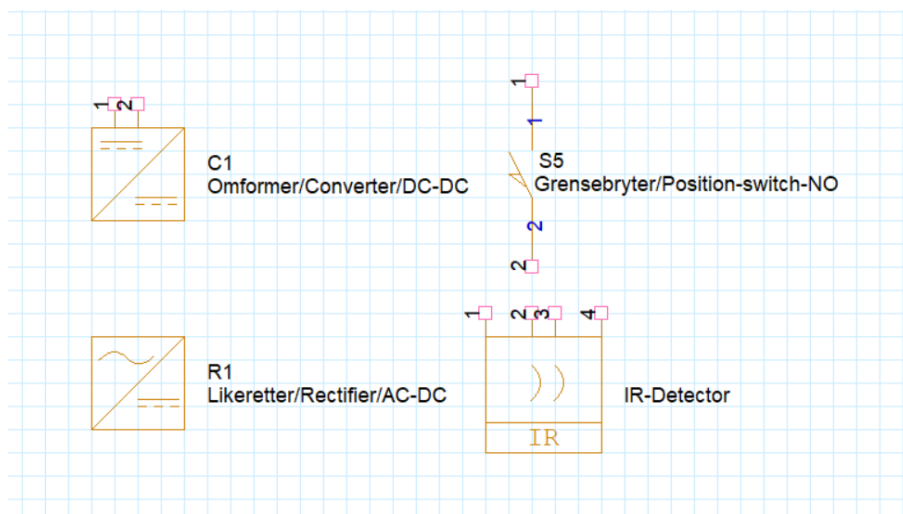 1 2
C1
Omformer/Converter/DC-DC
1
1
S5
Grensebryter/Position-switch-NO
2
2
R1
Likeretter/Rectifier/AC-DC
1 2 3 4
IR-Detector
IR